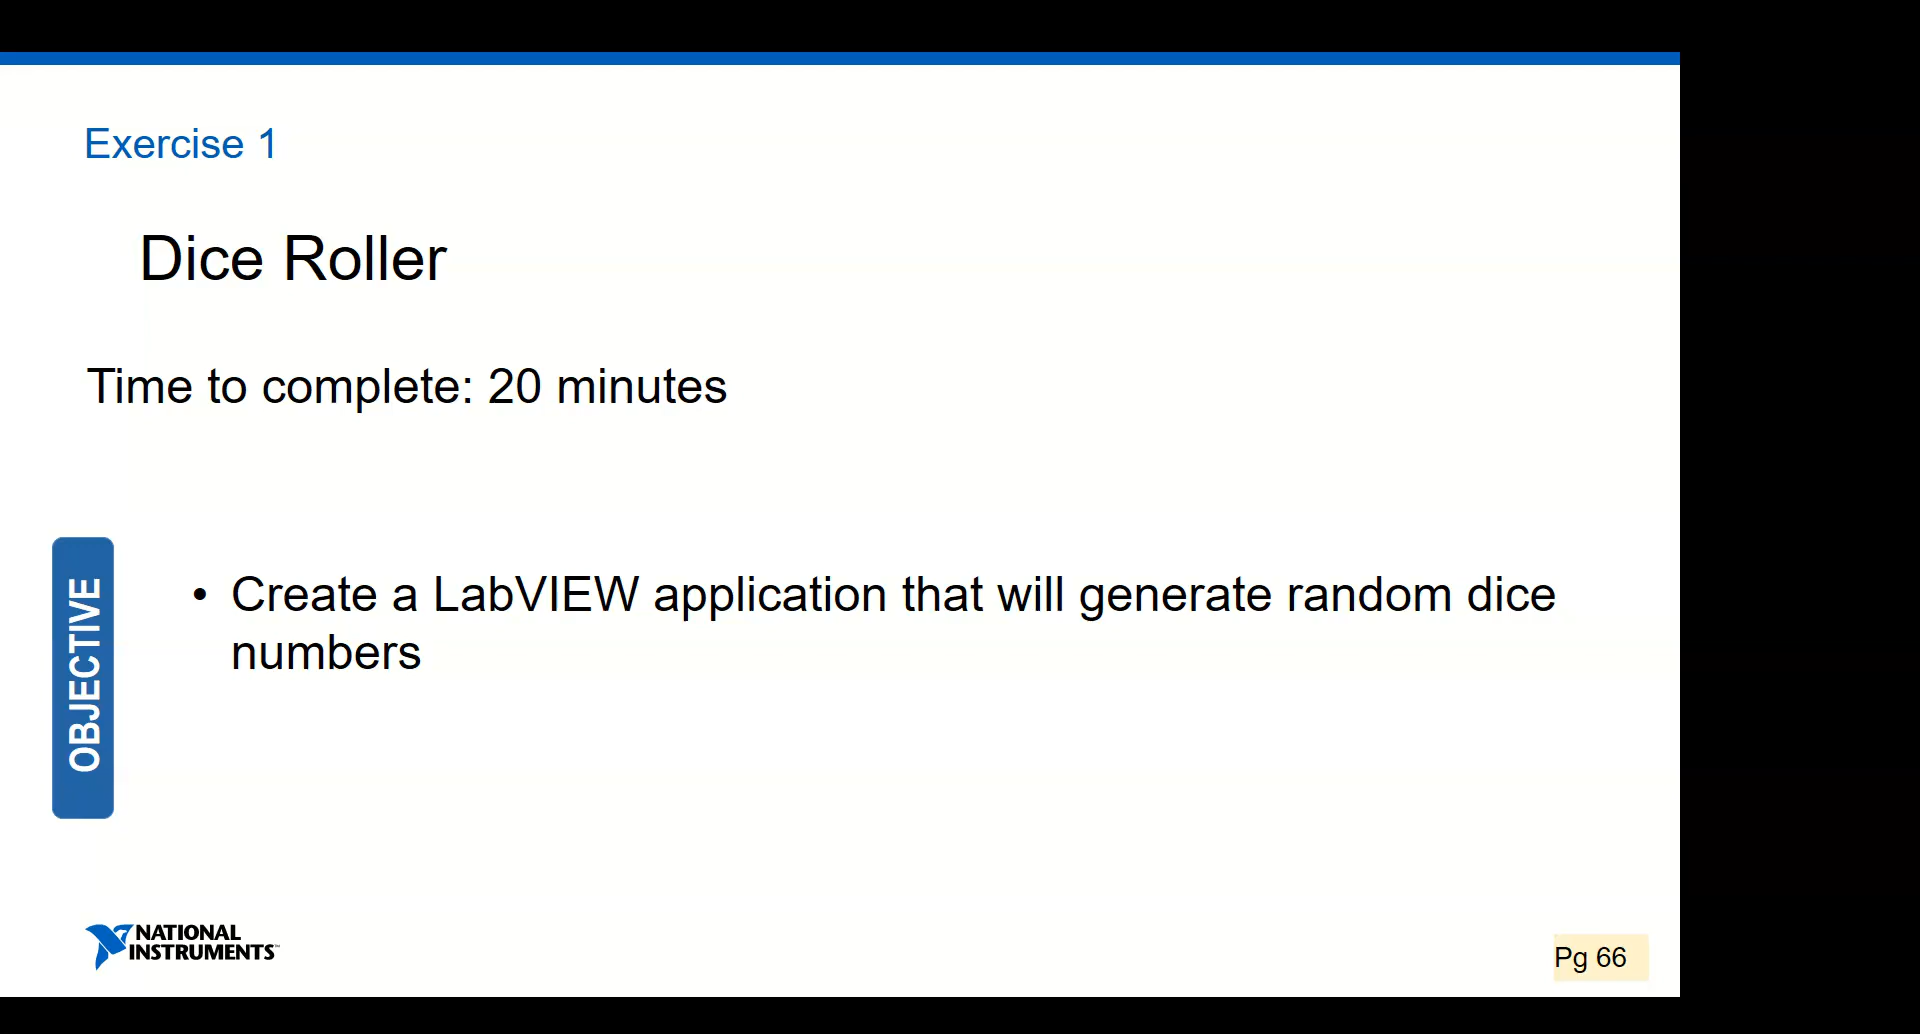 Exercise 1
Dice Roller
Time to complete: 20 minutes
OBJECTIVE
• Create a LabVIEW application that will generate random dice
numbers
NATIONAL
INSTRUMENTS™
Pg 66